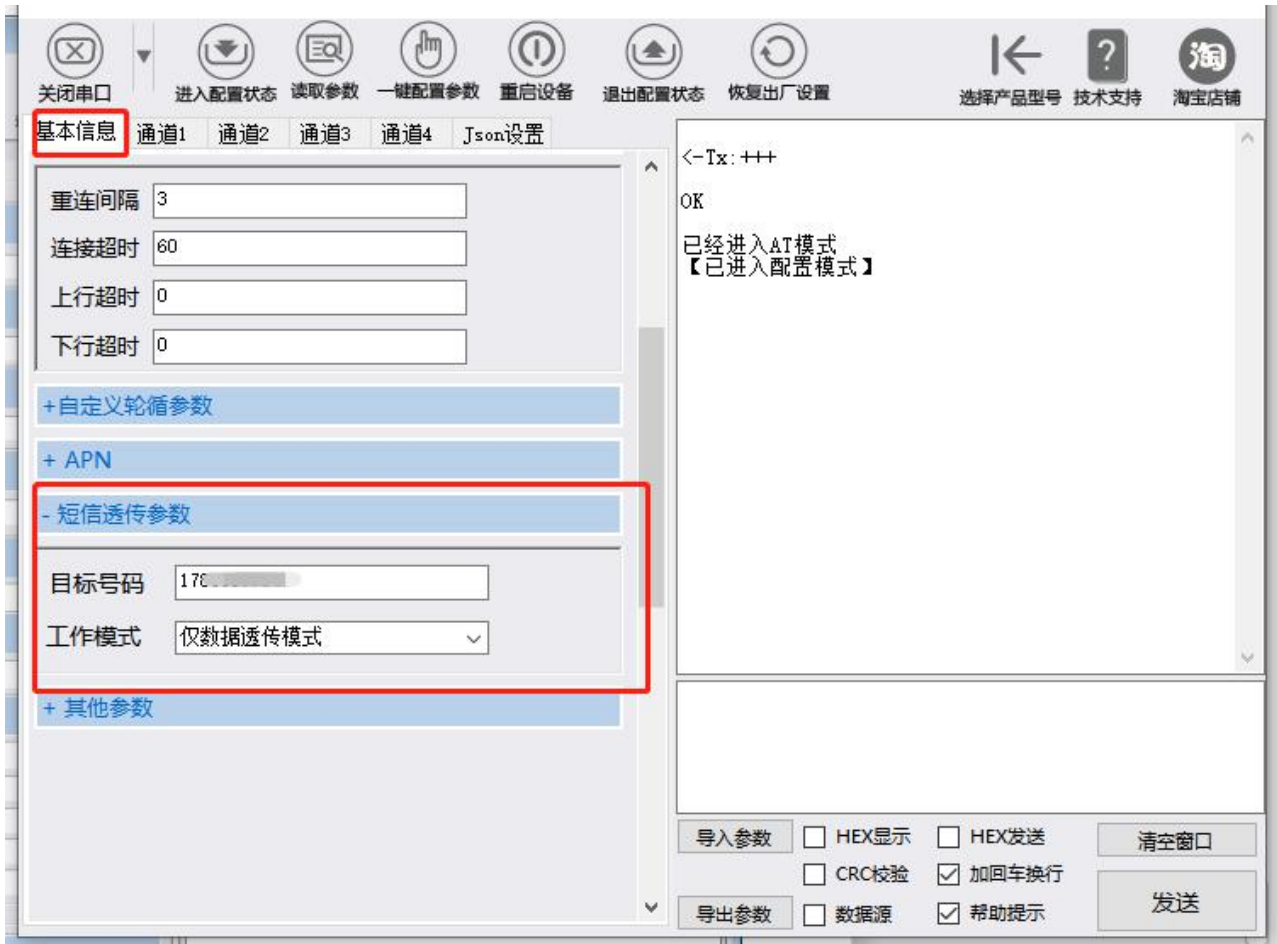 关闭串口 进入配置状态 读取参数 一键配置参数 重启设备 退出配置状态 恢复出厂设置 选择产品型号 ? 技术支持 淘 淘宝店铺
基本信息 通道1 通道2 通道3 通道4 Json设置
重连间隔 3
连接超时 60
上行超时 0
下行超时 0
+自定义轮循参数
+ APN
- 短信透传参数
目标号码 178
工作模式 仅数据透传模式
+ 其他参数
<-Tx:+++
OK
已经进入AT模式
【已进入配置模式】
导入参数 HEX显示 HEX发送 清空窗口
CRC校验 加回车换行
导出参数 数据源 帮助提示 发送